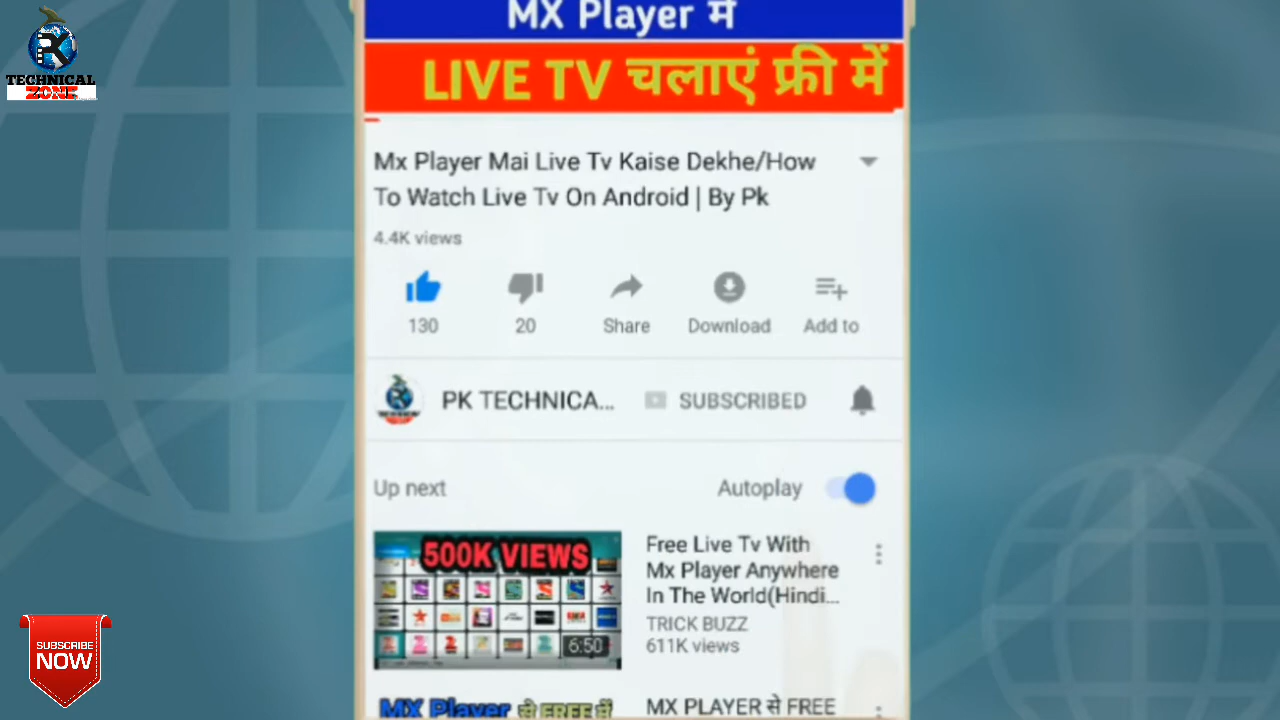 MX Player में
LIVE TV चलाएं फ्री में
TECHNICAL
ZONE
Mx Player Mai Live Tv Kaise Dekhe/How
To Watch Live Tv On Android | By Pk
4.4K views
130
20
Share
Download
Add to
PK TECHNICA...
SUBSCRIBED
Up next
Autoplay
500K VIEWS
6:50
Free Live Tv With
Mx Player Anywhere
In The World(Hindi...
TRICK BUZZ
611K views
SUBSCRIBE
NOW
MX Player से FREE में
MX PLAYER से FREE